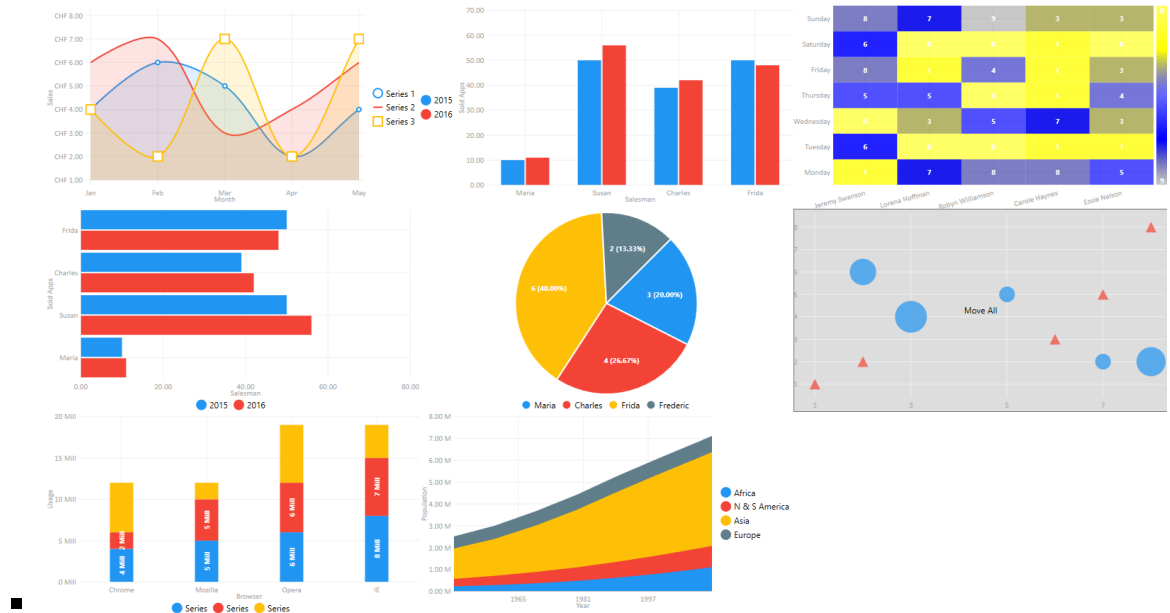 CHF 8.00
CHF 7.00
CHF 6.00
CHF 5.00
CHF 4.00
CHF 3.00
CHF 2.00
CHF 1.00
Sales
Jan Feb Mar Apr May
Month
Series 1
Series 2
Series 3
2015
2016
70.00
60.00
50.00
40.00
30.00
20.00
10.00
0.00
Sold Apps
Maria Susan Charles Frida
Salesman
Sunday 8 7 9 3 3
Saturday 6
Friday 8 4 3
Thursday 5 5 4
Wednesday 3 5 7 3
Tuesday 6
Monday 7 8 8 5
Jeremy Swanson Lorena Hoffman Robyn Williamson Carole Haynes Essie Nelson
Frida
Charles
Susan
Maria
Sold Apps
0.00 20.00 40.00 60.00 80.00
Salesman
2015 2016
2 (13.33%)
3 (20.00%)
6 (40.00%)
4 (26.67%)
Maria Charles Frida Frederic
8
7
6
5
4
3
2
1
Move All
1 3 5 7
20 Mill
15 Mill
10 Mill
5 Mill
0 Mill
Usage
4 Mill 2 Mill
5 Mill 5 Mill
6 Mill 6 Mill
8 Mill 7 Mill
Chrome Mozilla Opera IE
Browser
Series Series Series
8.00 M
7.00 M
6.00 M
5.00 M
4.00 M
3.00 M
2.00 M
1.00 M
0.00 M
Population
1965 1981 1997
Year
Africa
N & S America
Asia
Europe